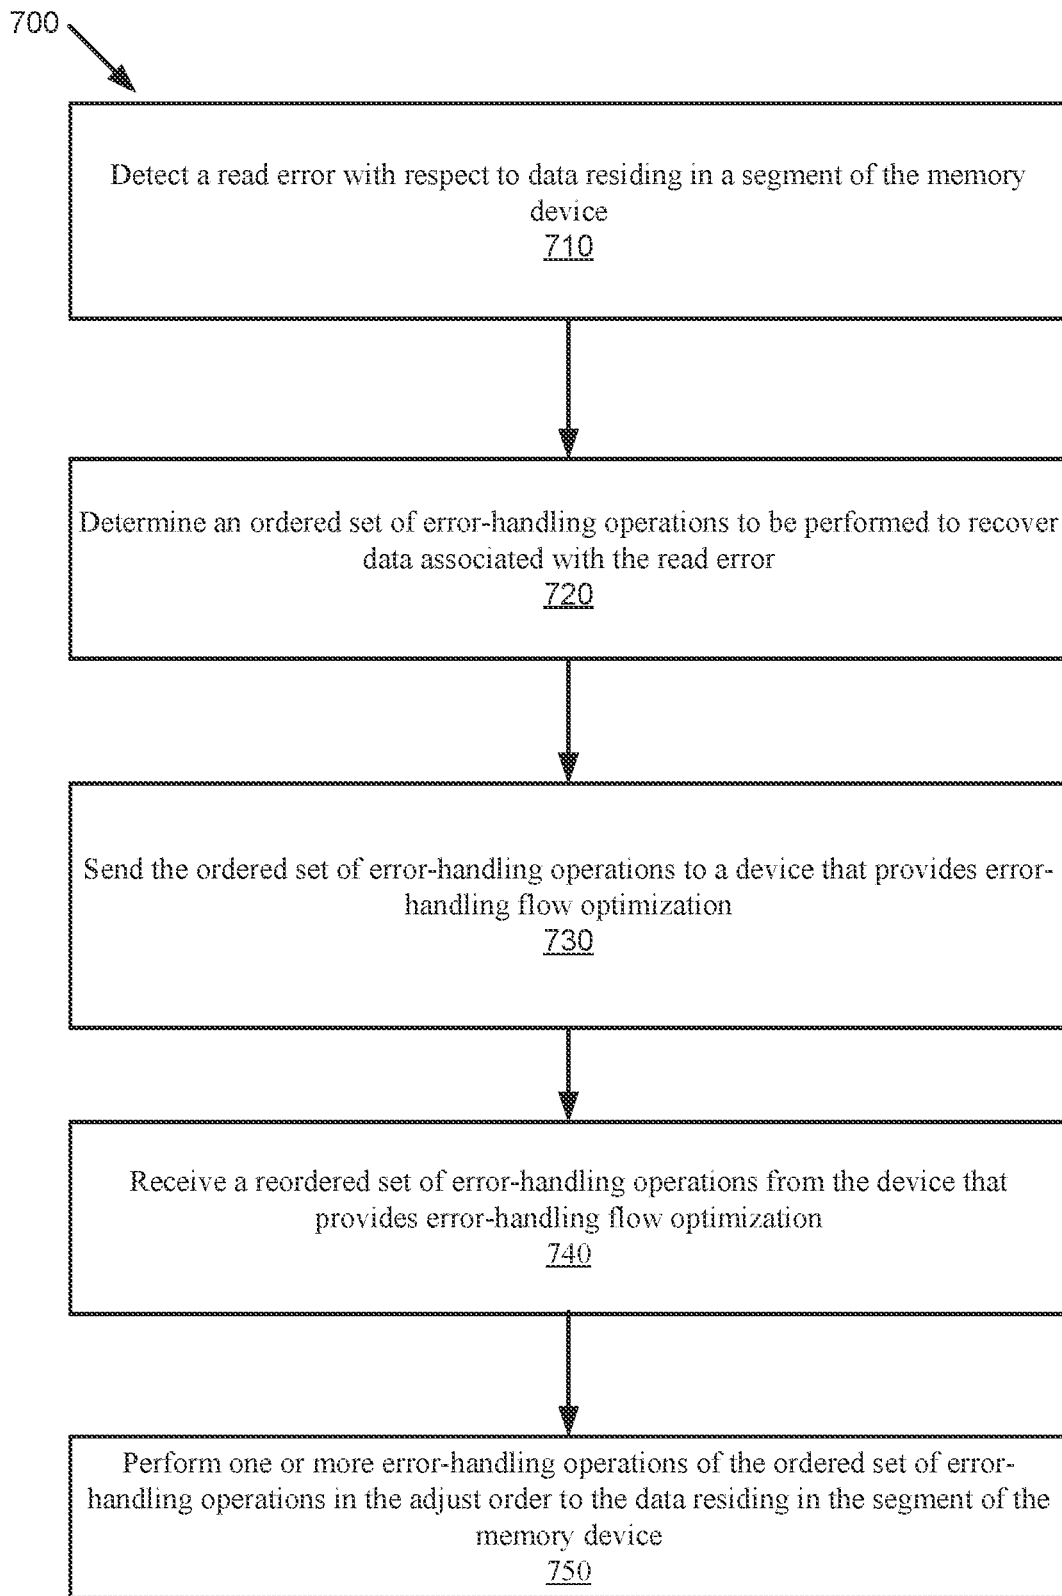 700
Detect a read error with respect to data residing in a segment of the memory
device
710
Determine an ordered set of error-handling operations to be performed to recover
data associated with the read error
720
Send the ordered set of error-handling operations to a device that provides error-
handling flow optimization
730
Receive a reordered set of error-handling operations from the device that
provides error-handling flow optimization
740
Perform one or more error-handling operations of the ordered set of error-
handling operations in the adjust order to the data residing in the segment of the
memory device
750